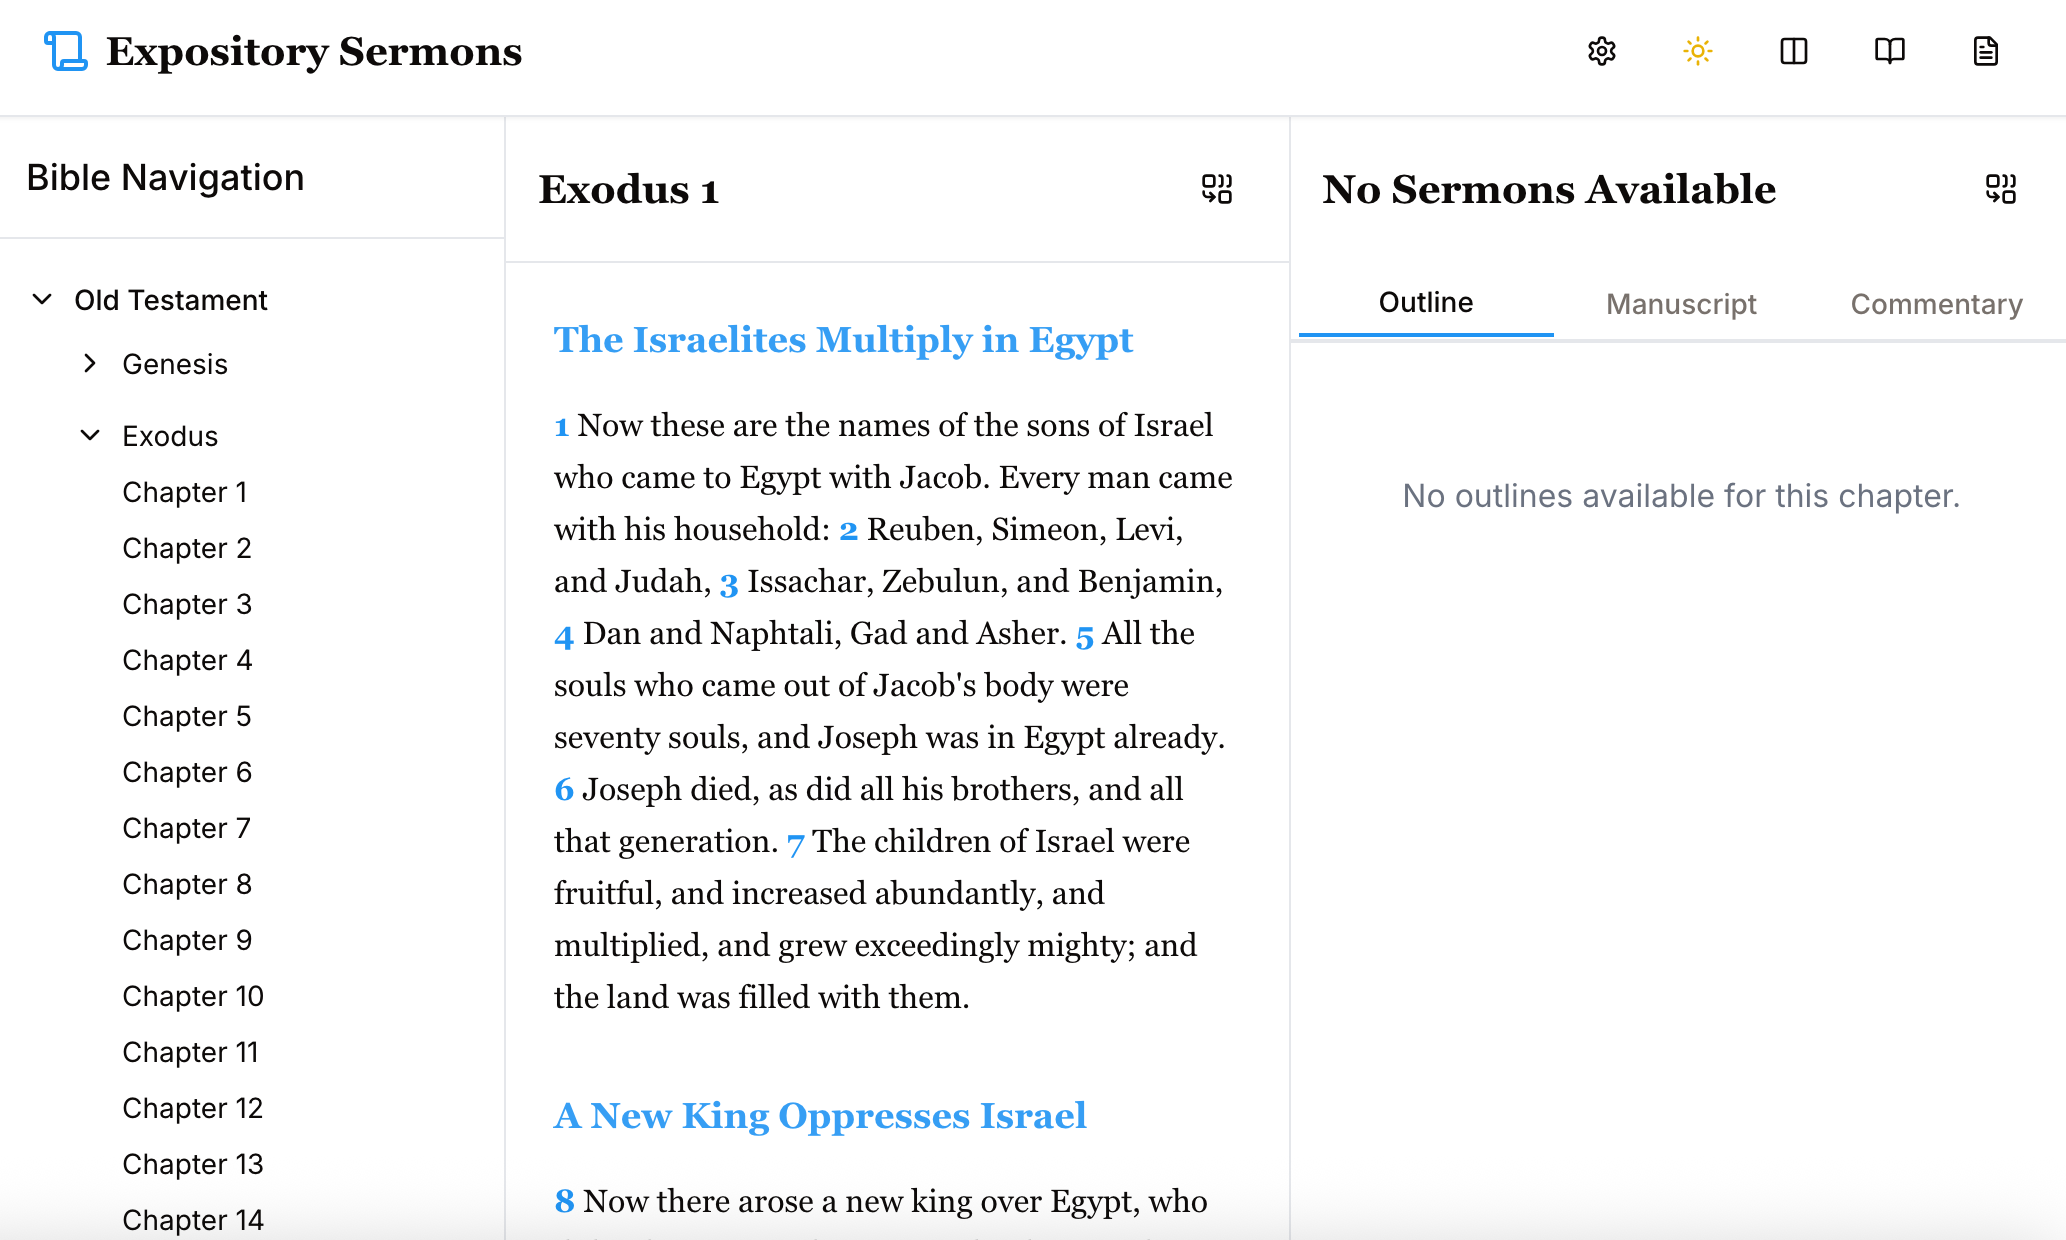 Expository Sermons
Bible Navigation
Old Testament
Genesis
Exodus
Chapter 1
Chapter 2
Chapter 3
Chapter 4
Chapter 5
Chapter 6
Chapter 7
Chapter 8
Chapter 9
Chapter 10
Chapter 11
Chapter 12
Chapter 13
Chapter 14
Exodus 1
The Israelites Multiply in Egypt
1 Now these are the names of the sons of Israel
who came to Egypt with Jacob. Every man came
with his household: 2 Reuben, Simeon, Levi,
and Judah, 3 Issachar, Zebulun, and Benjamin,
4 Dan and Naphtali, Gad and Asher. 5 All the
souls who came out of Jacob's body were
seventy souls, and Joseph was in Egypt already.
6 Joseph died, as did all his brothers, and all
that generation. 7 The children of Israel were
fruitful, and increased abundantly, and
multiplied, and grew exceedingly mighty; and
the land was filled with them.
A New King Oppresses Israel
8 Now there arose a new king over Egypt, who
No Sermons Available
Outline
Manuscript
Commentary
No outlines available for this chapter.